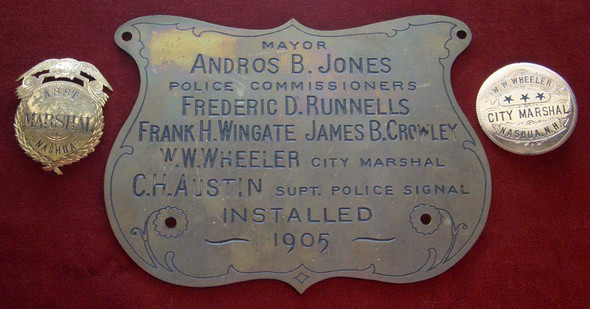 ASST
MARSHAL
NASHUA
MAYOR
ANDROS B. JONES
POLICE COMMISSIONERS
FREDERIC D. RUNNELLS
FRANK H. WINGATE JAMES B. CROWLEY
W.W. WHEELER CITY MARSHAL
C.H. AUSTIN SUPT. POLICE SIGNAL
INSTALLED
— 1905 —
W. W. WHEELER
CITY MARSHAL
NASHUA, N.H.